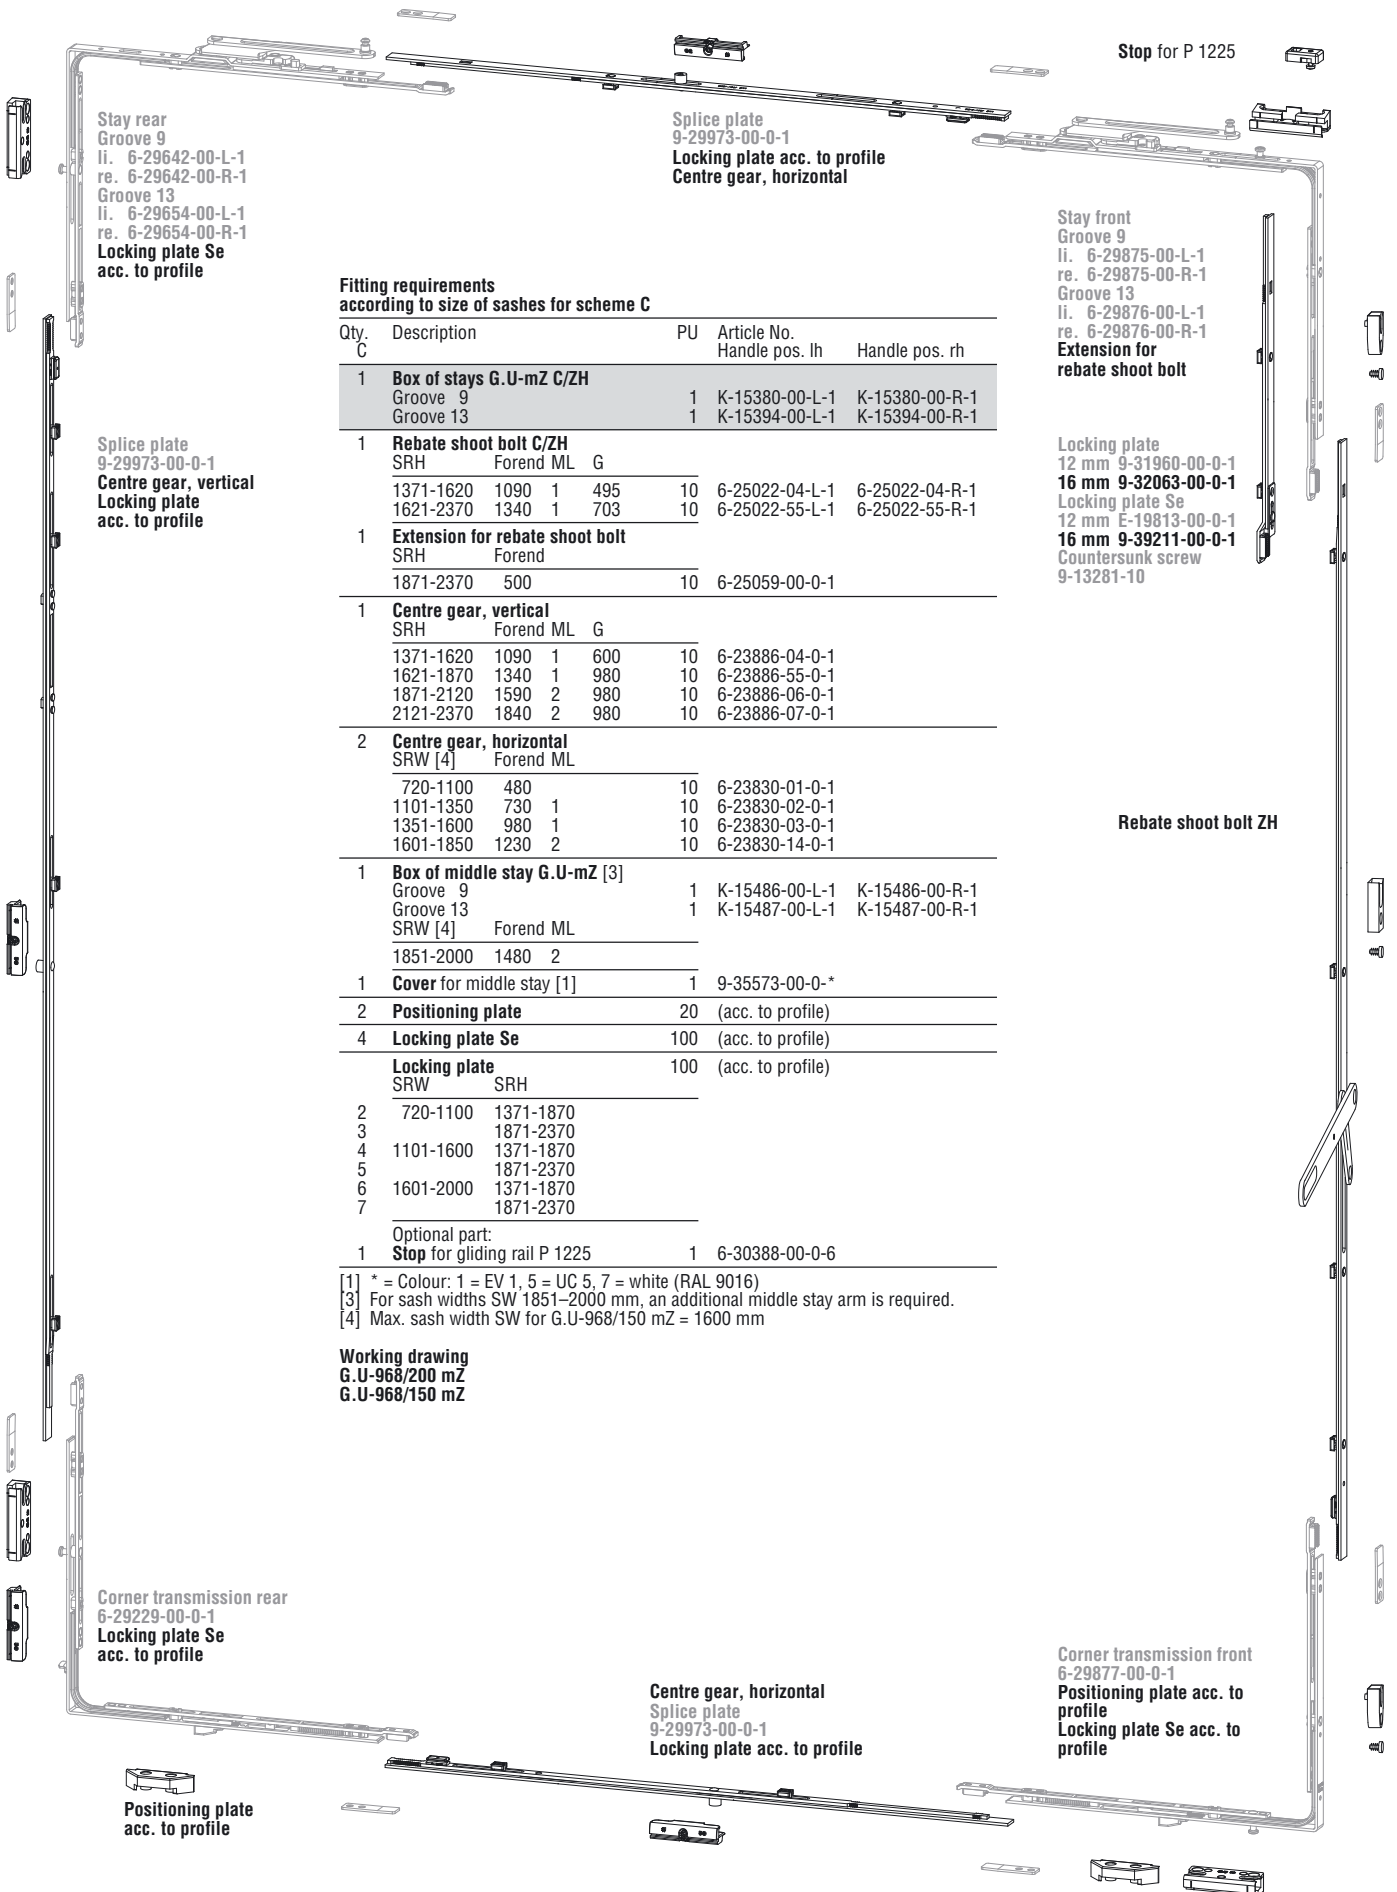 Stop for P 1225
Stay rear
Groove 9
li. 6-29642-00-L-1
re. 6-29642-00-R-1
Groove 13
li. 6-29654-00-L-1
re. 6-29654-00-R-1
Locking plate Se
acc. to profile
Splice plate
9-29973-00-0-1
Locking plate acc. to profile
Centre gear, horizontal
Stay front
Groove 9
li. 6-29875-00-L-1
re. 6-29875-00-R-1
Groove 13
li. 6-29876-00-L-1
re. 6-29876-00-R-1
Extension for
rebate shoot bolt
Splice plate
9-29973-00-0-1
Centre gear, vertical
Locking plate
acc. to profile
Locking plate
12 mm 9-31960-00-0-1
16 mm 9-32063-00-0-1
Locking plate Se
12 mm E-19813-00-0-1
16 mm 9-39211-00-0-1
Countersunk screw
9-13281-10
Rebate shoot bolt ZH
Fitting requirements
according to size of sashes for scheme C
Qty. Description PU Article No.
C Handle pos. lh Handle pos. rh
1 Box of stays G.U-mZ C/ZH
Groove 9 1 K-15380-00-L-1 K-15380-00-R-1
Groove 13 1 K-15394-00-L-1 K-15394-00-R-1
1 Rebate shoot bolt C/ZH
SRH Forend ML G
1371-1620 1090 1 495 10 6-25022-04-L-1 6-25022-04-R-1
1621-2370 1340 1 703 10 6-25022-55-L-1 6-25022-55-R-1
1 Extension for rebate shoot bolt
SRH Forend
1871-2370 500 10 6-25059-00-0-1
1 Centre gear, vertical
SRH Forend ML G
1371-1620 1090 1 600 10 6-23886-04-0-1
1621-1870 1340 1 980 10 6-23886-55-0-1
1871-2120 1590 2 980 10 6-23886-06-0-1
2121-2370 1840 2 980 10 6-23886-07-0-1
2 Centre gear, horizontal
SRW [4] Forend ML
720-1100 480 10 6-23830-01-0-1
1101-1350 730 1 10 6-23830-02-0-1
1351-1600 980 1 10 6-23830-03-0-1
1601-1850 1230 2 10 6-23830-14-0-1
1 Box of middle stay G.U-mZ [3]
Groove 9 1 K-15486-00-L-1 K-15486-00-R-1
Groove 13 1 K-15487-00-L-1 K-15487-00-R-1
SRW [4] Forend ML
1851-2000 1480 2
1 Cover for middle stay [1] 1 9-35573-00-0-*
2 Positioning plate 20 (acc. to profile)
4 Locking plate Se 100 (acc. to profile)
Locking plate 100 (acc. to profile)
SRW SRH
2 720-1100 1371-1870
3 1871-2370
4 1101-1600 1371-1870
5 1871-2370
6 1601-2000 1371-1870
7 1871-2370
Optional part:
1 Stop for gliding rail P 1225 1 6-30388-00-0-6
[1] * = Colour: 1 = EV 1, 5 = UC 5, 7 = white (RAL 9016)
[3] For sash widths SW 1851–2000 mm, an additional middle stay arm is required.
[4] Max. sash width SW for G.U-968/150 mZ = 1600 mm
Working drawing
G.U-968/200 mZ
G.U-968/150 mZ
Corner transmission rear
6-29229-00-0-1
Locking plate Se
acc. to profile
Centre gear, horizontal
Splice plate
9-29973-00-0-1
Locking plate acc. to profile
Corner transmission front
6-29877-00-0-1
Positioning plate acc. to
profile
Locking plate Se acc. to
profile
Positioning plate
acc. to profile